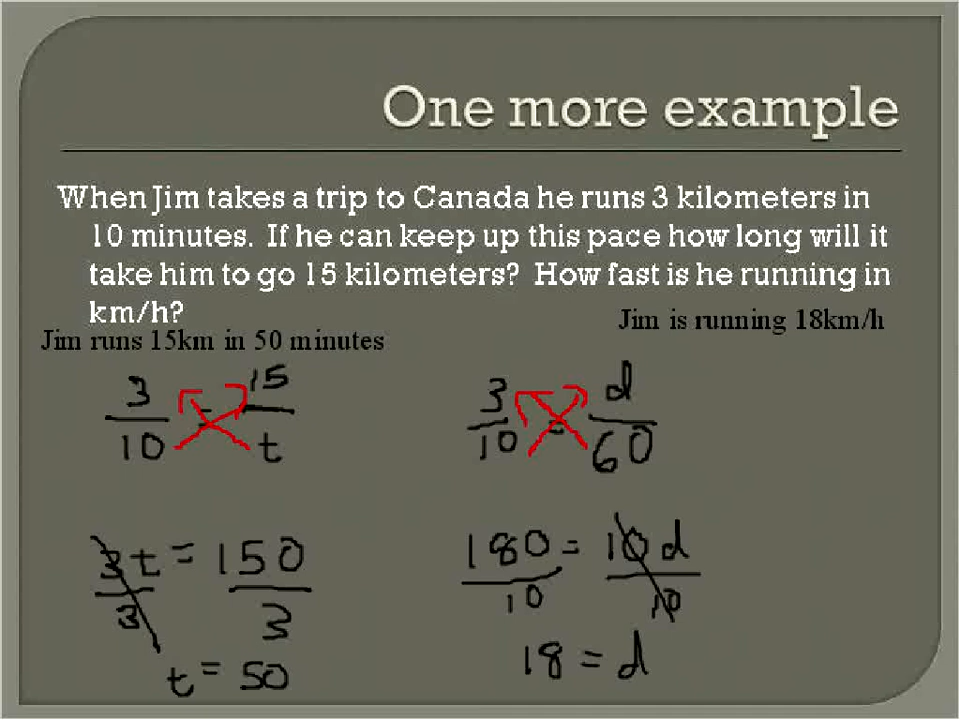 One more example
When Jim takes a trip to Canada he runs 3 kilometers in
10 minutes. If he can keep up this pace how long will it
take him to go 15 kilometers? How fast is he running in
km/h?
Jim is running 18km/h
Jim runs 15km in 50 minutes
3/10 = 15/t
3/10 = d/60
3t/3 = 150/3
180/10 = 10d/10
t = 50
18 = d